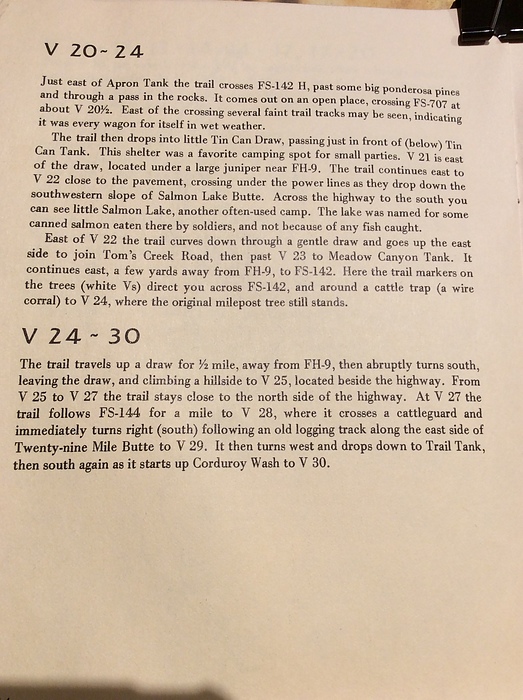 V 20~24
Just east of Apron Tank the trail crosses FS-142 H, past some big ponderosa pines
and through a pass in the rocks. It comes out on an open place, crossing FS-707 at
about V 20½. East of the crossing several faint trail tracks may be seen, indicating
it was every wagon for itself in wet weather.
The trail then drops into little Tin Can Draw, passing just in front of (below) Tin
Can Tank. This shelter was a favorite camping spot for small parties. V 21 is east
of the draw, located under a large juniper near FH-9. The trail continues east to
V 22 close to the pavement, crossing under the power lines as they drop down the
southwestern slope of Salmon Lake Butte. Across the highway to the south you
can see little Salmon Lake, another often-used camp. The lake was named for some
canned salmon eaten there by soldiers, and not because of any fish caught.
East of V 22 the trail curves down through a gentle draw and goes up the east
side to join Tom's Creek Road, then past V 23 to Meadow Canyon Tank. It
continues east, a few yards away from FH-9, to FS-142. Here the trail markers on
the trees (white Vs) direct you across FS-142, and around a cattle trap (a wire
corral) to V 24, where the original milepost tree still stands.
V 24 ~ 30
The trail travels up a draw for ½ mile, away from FH-9, then abruptly turns south,
leaving the draw, and climbing a hillside to V 25, located beside the highway. From
V 25 to V 27 the trail stays close to the north side of the highway. At V 27 the
trail follows FS-144 for a mile to V 28, where it crosses a cattleguard and
immediately turns right (south) following an old logging track along the east side of
Twenty-nine Mile Butte to V 29. It then turns west and drops down to Trail Tank,
then south again as it starts up Corduroy Wash to V 30.